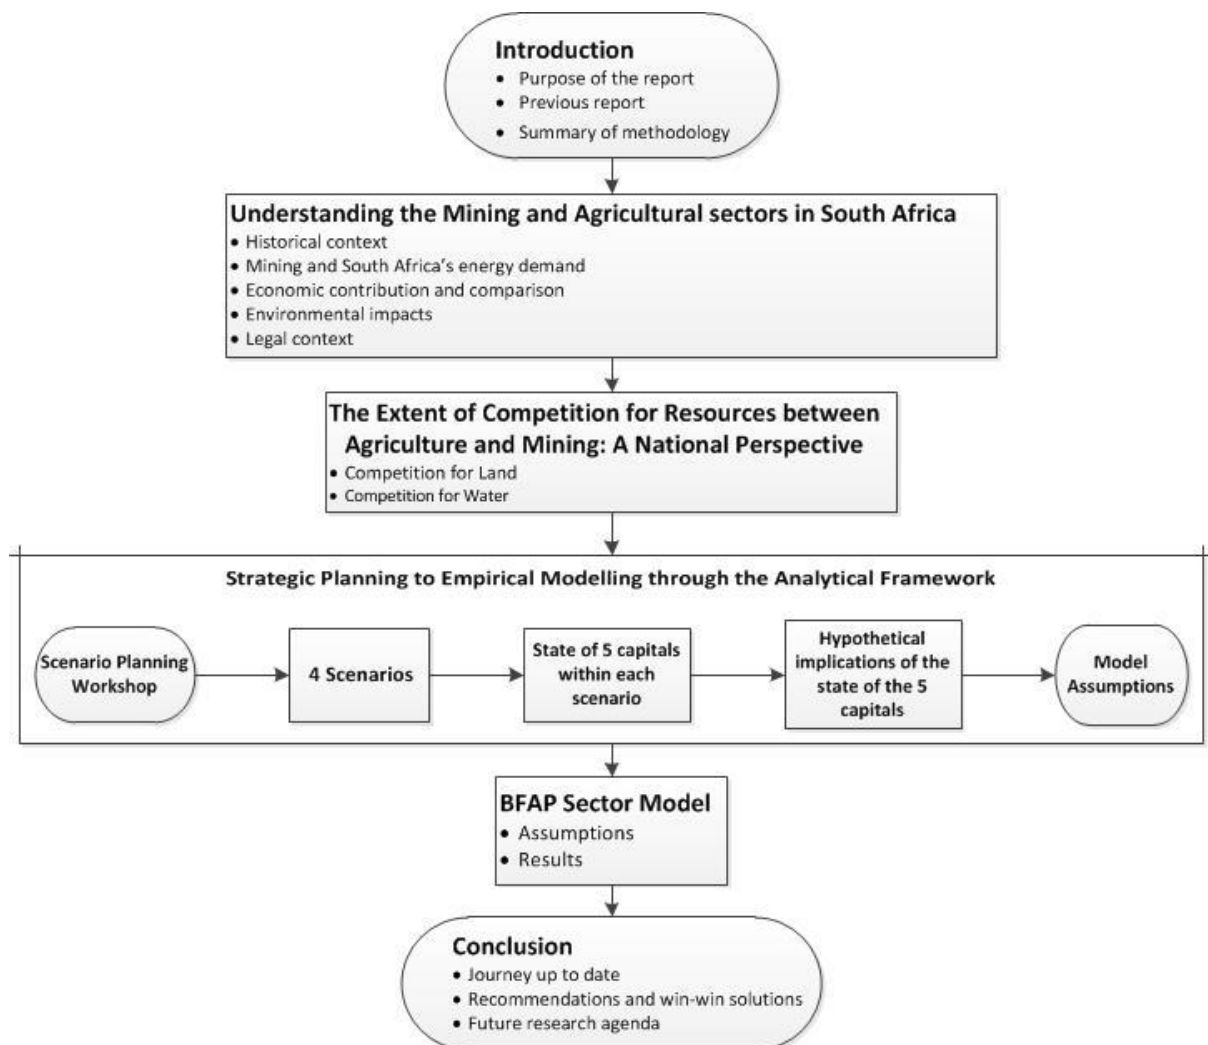 Introduction
• Purpose of the report
• Previous report
• Summary of methodology
Understanding the Mining and Agricultural sectors in South Africa
• Historical context
• Mining and South Africa's energy demand
• Economic contribution and comparison
• Environmental impacts
• Legal context
The Extent of Competition for Resources between
Agriculture and Mining: A National Perspective
• Competition for Land
• Competition for Water
Strategic Planning to Empirical Modelling through the Analytical Framework
Scenario Planning
Workshop
4 Scenarios
State of 5 capitals
within each
scenario
Hypothetical
implications of the
state of the 5
capitals
Model
Assumptions
BFAP Sector Model
• Assumptions
• Results
Conclusion
• Journey up to date
• Recommendations and win-win solutions
• Future research agenda